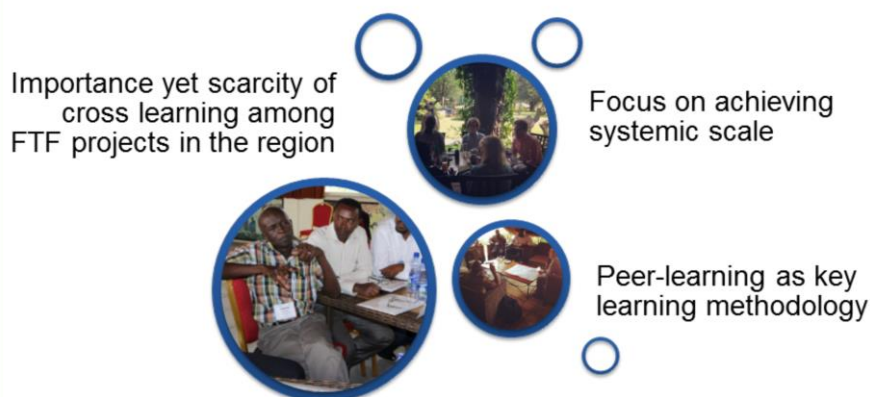 Importance yet scarcity of
cross learning among
FTF projects in the region
Focus on achieving
systemic scale
Peer-learning as key
learning methodology